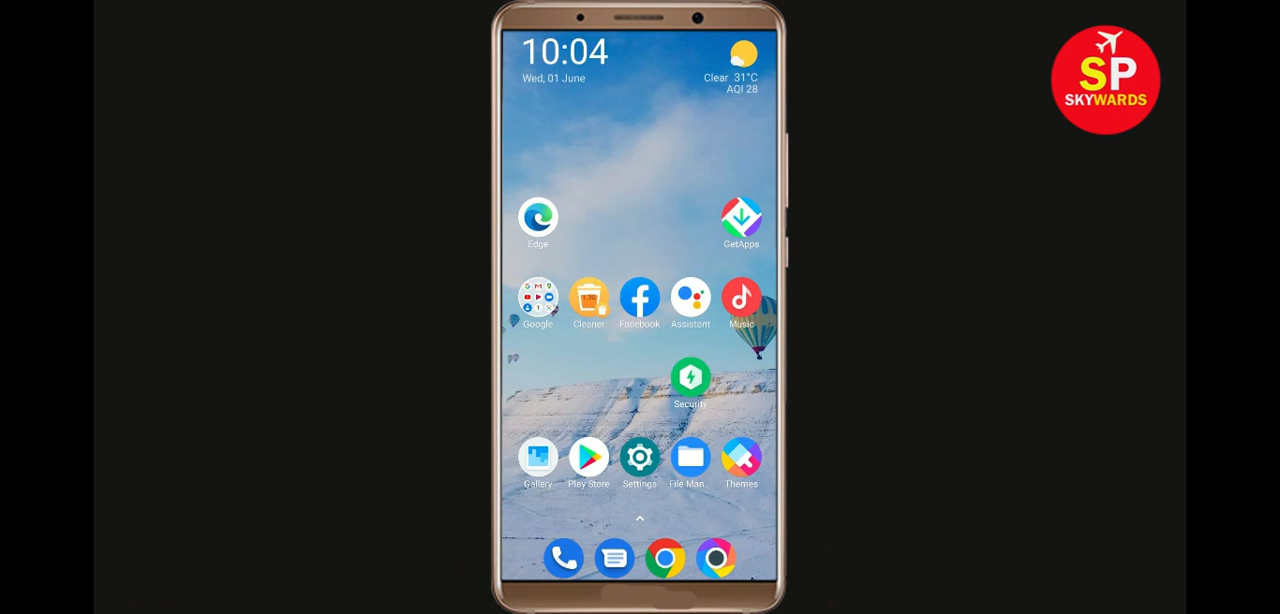 10:04
Wed, 01 June
Clear 31°C
AQI 28
SP
SKYWARDS
Edge
GetApps
Google
Cleaner
Facebook
Assistant
Music
Security
Gallery
Play Store
Settings
File Man...
Themes